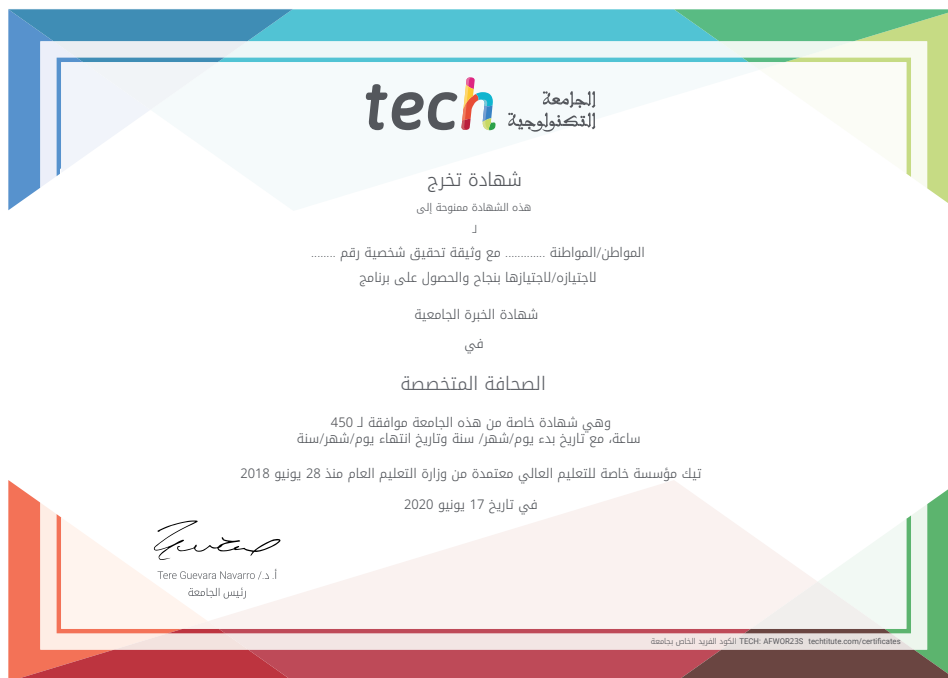 tech
الجامعة
التكنولوجية
شهادة تخرج
هذه الشهادة ممنوحة إلى
لـ
المواطن/المواطنة ............ مع وثيقة تحقيق شخصية رقم ........
لاجتيازه/لاجتيازها بنجاح والحصول على برنامج
شهادة الخبرة الجامعية
في
الصحافة المتخصصة
وهي شهادة خاصة من هذه الجامعة موافقة لـ 450
ساعة، مع تاريخ بدء يوم/شهر/ سنة وتاريخ انتهاء يوم/شهر/سنة
تيك مؤسسة خاصة للتعليم العالي معتمدة من وزارة التعليم العام منذ 28 يونيو 2018
في تاريخ 17 يونيو 2020
أ. د./ Tere Guevara Navarro
رئيس الجامعة
الكود الفريد الخاص بجامعة TECH: AFWOR23S techtitute.com/certificates